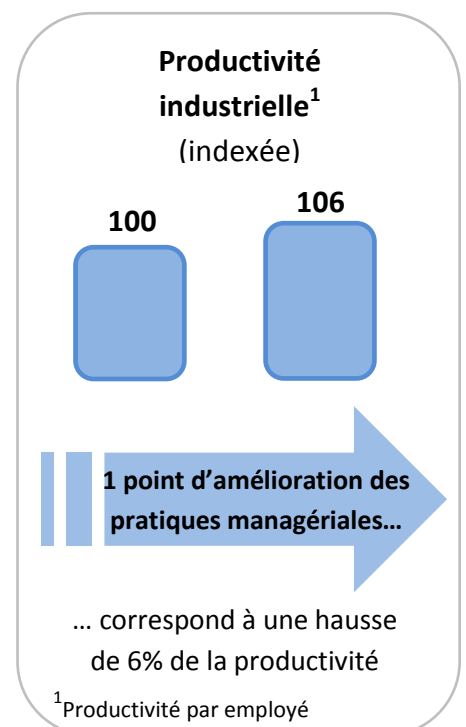 Productivité
industrielle¹
(indexée)
100
106
1 point d’amélioration des
pratiques managériales…
… correspond à une hausse
de 6% de la productivité
¹Productivité par employé